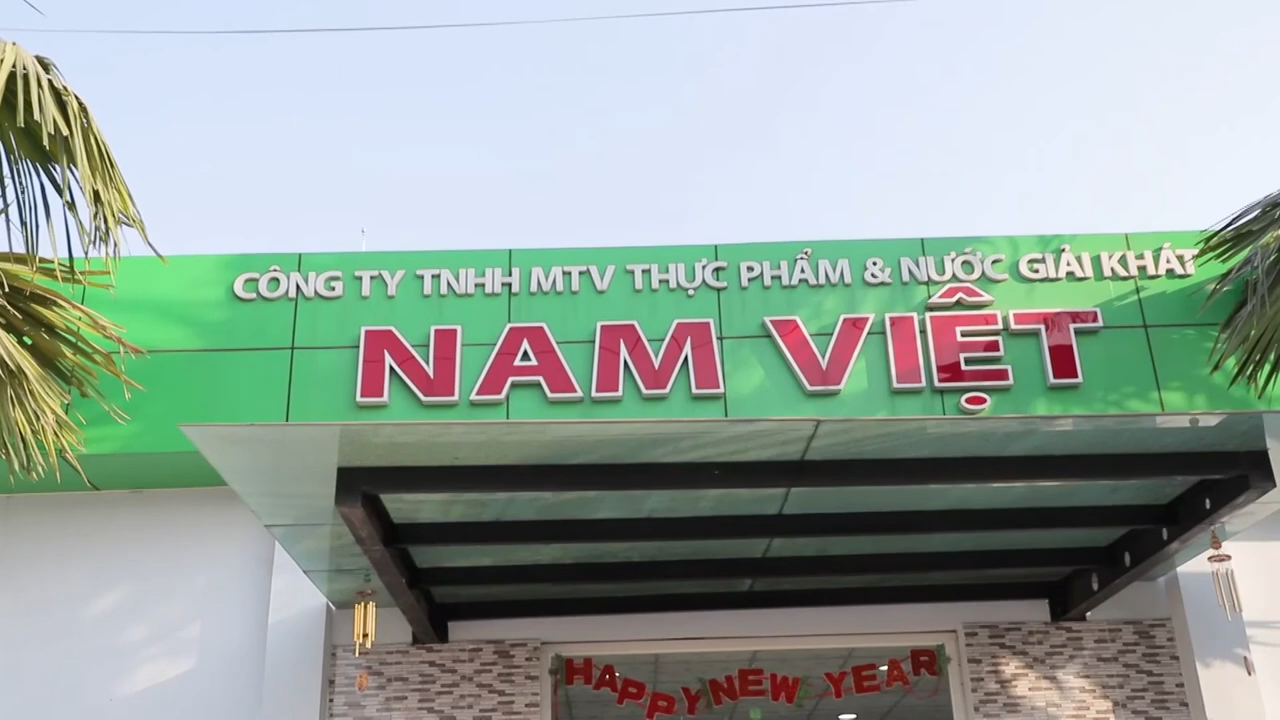 CÔNG TY TNHH MTV THỰC PHẨM & NƯỚC GIẢI KHÁT
NAM VIỆT
HAPPY NEW YEAR